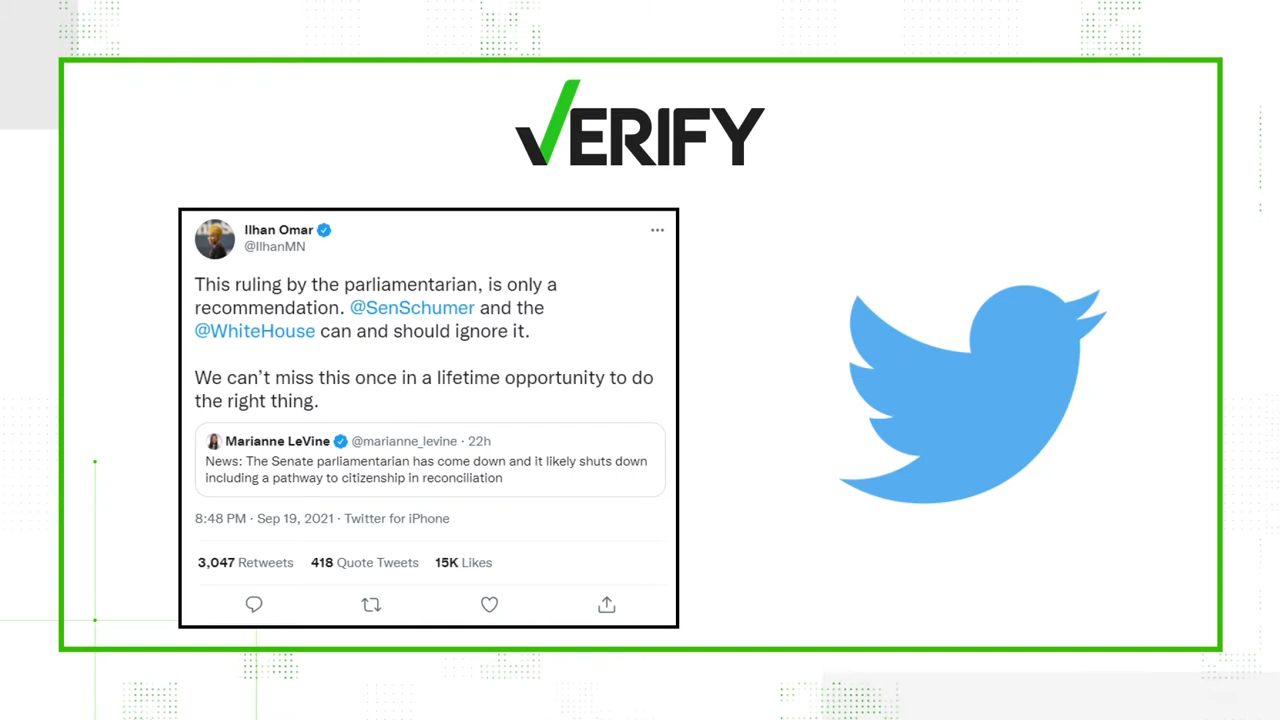 VERIFY
Ilhan Omar
@IlhanMN
This ruling by the parliamentarian, is only a
recommendation. @SenSchumer and the
@WhiteHouse can and should ignore it.
We can’t miss this once in a lifetime opportunity to do
the right thing.
Marianne LeVine @marianne_levine · 22h
News: The Senate parliamentarian has come down and it likely shuts down
including a pathway to citizenship in reconciliation
8:48 PM · Sep 19, 2021 · Twitter for iPhone
3,047 Retweets 418 Quote Tweets 15K Likes